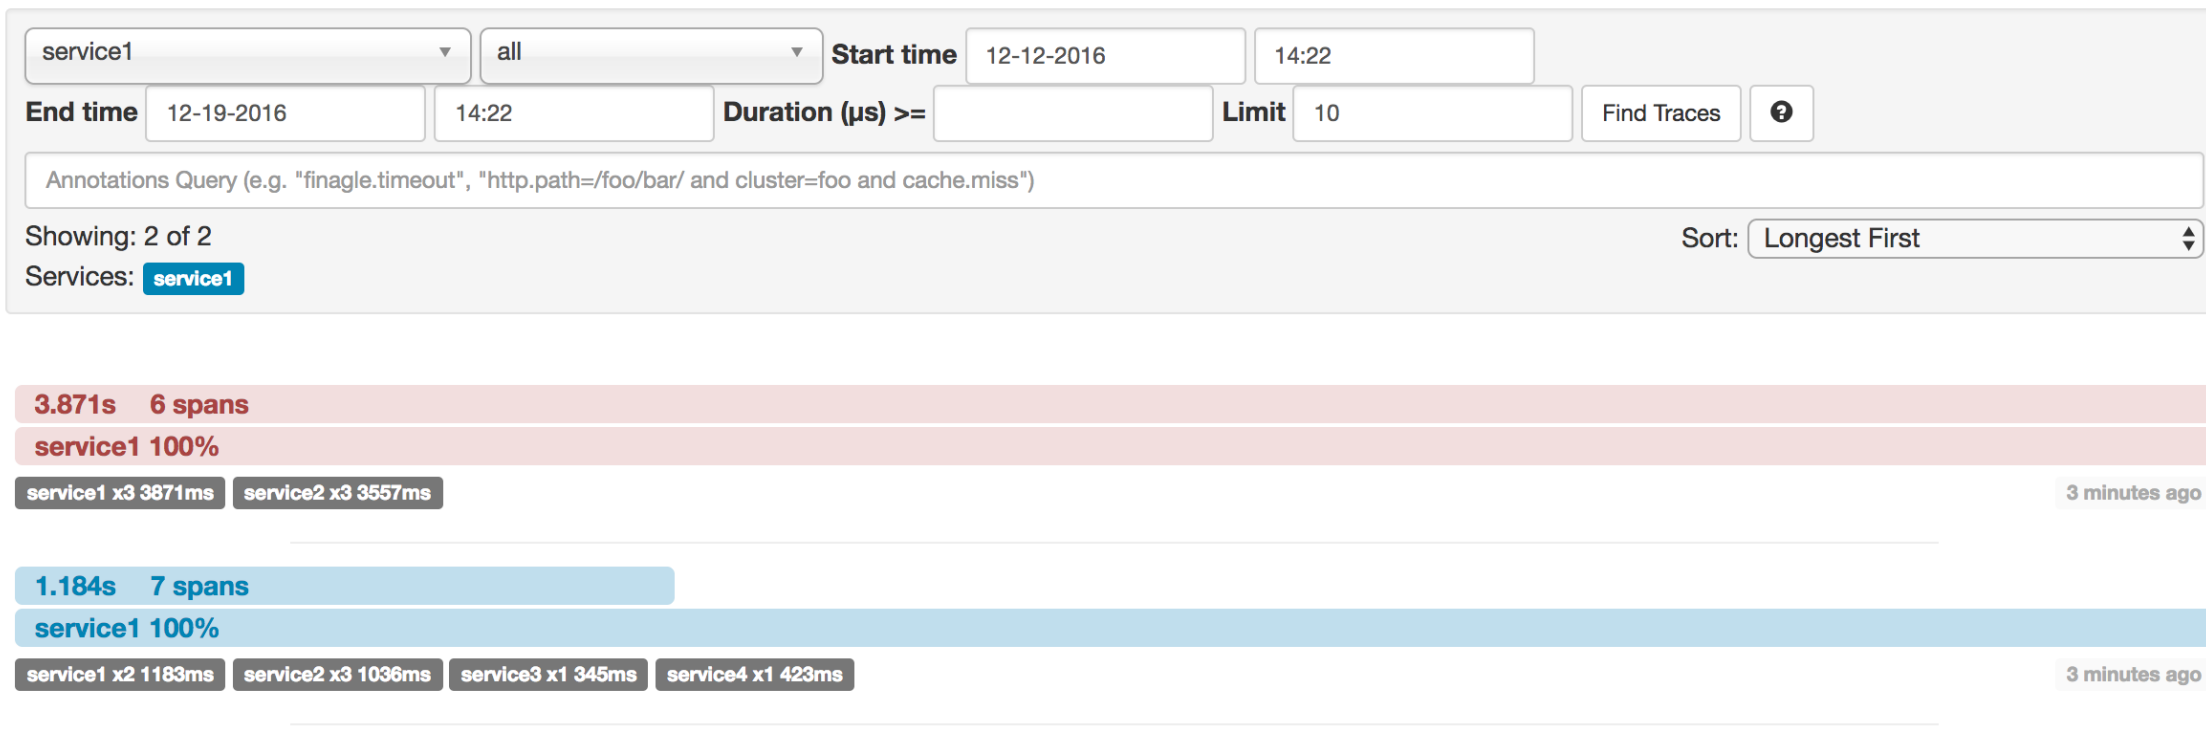 service1 all Start time 12-12-2016 14:22
End time 12-19-2016 14:22 Duration (µs) >= Limit 10 Find Traces ?
Annotations Query (e.g. "finagle.timeout", "http.path=/foo/bar/ and cluster=foo and cache.miss")
Showing: 2 of 2 Sort: Longest First
Services: service1
3.871s 6 spans
service1 100%
service1 x3 3871ms service2 x3 3557ms 3 minutes ago
1.184s 7 spans
service1 100%
service1 x2 1183ms service2 x3 1036ms service3 x1 345ms service4 x1 423ms 3 minutes ago